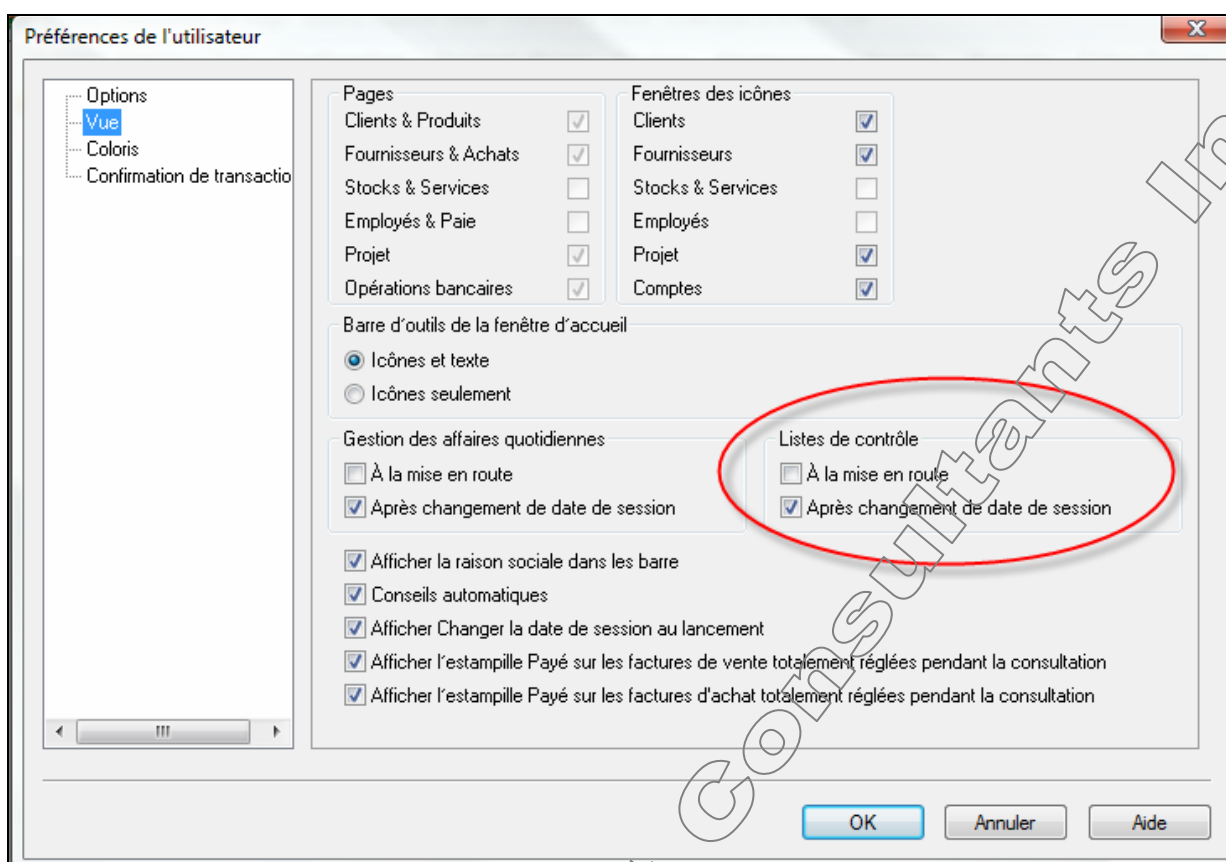 Préférences de l'utilisateur
Options
Vue
Coloris
Confirmation de transactio
Pages
Clients & Produits
Fournisseurs & Achats
Stocks & Services
Employés & Paie
Projet
Opérations bancaires
Fenêtres des icônes
Clients
Fournisseurs
Stocks & Services
Employés
Projet
Comptes
Barre d'outils de la fenêtre d'accueil
Icônes et texte
Icônes seulement
Gestion des affaires quotidiennes
À la mise en route
Après changement de date de session
Listes de contrôle
À la mise en route
Après changement de date de session
Afficher la raison sociale dans les barre
Conseils automatiques
Afficher Changer la date de session au lancement
Afficher l'estampille Payé sur les factures de vente totalement réglées pendant la consultation
Afficher l'estampille Payé sur les factures d'achat totalement réglées pendant la consultation
OK
Annuler
Aide
Consultants In